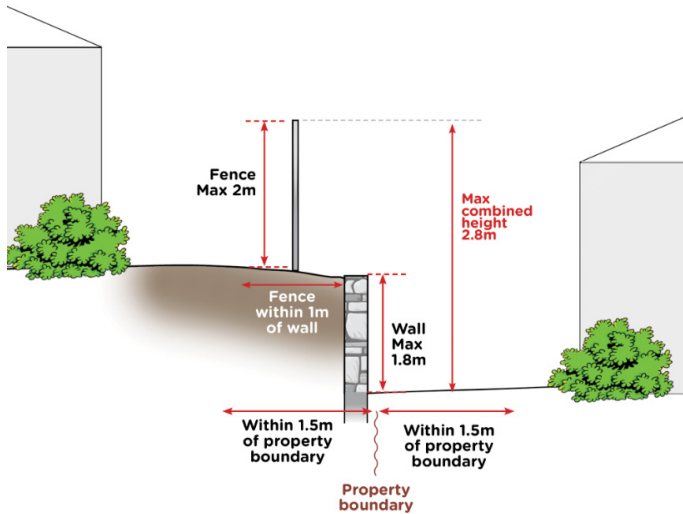 Fence
Max 2m
Max
combined
height
2.8m
Fence
within 1m
of wall
Wall
Max
1.8m
Within 1.5m
of property
boundary
Within 1.5m
of property
boundary
Property
boundary